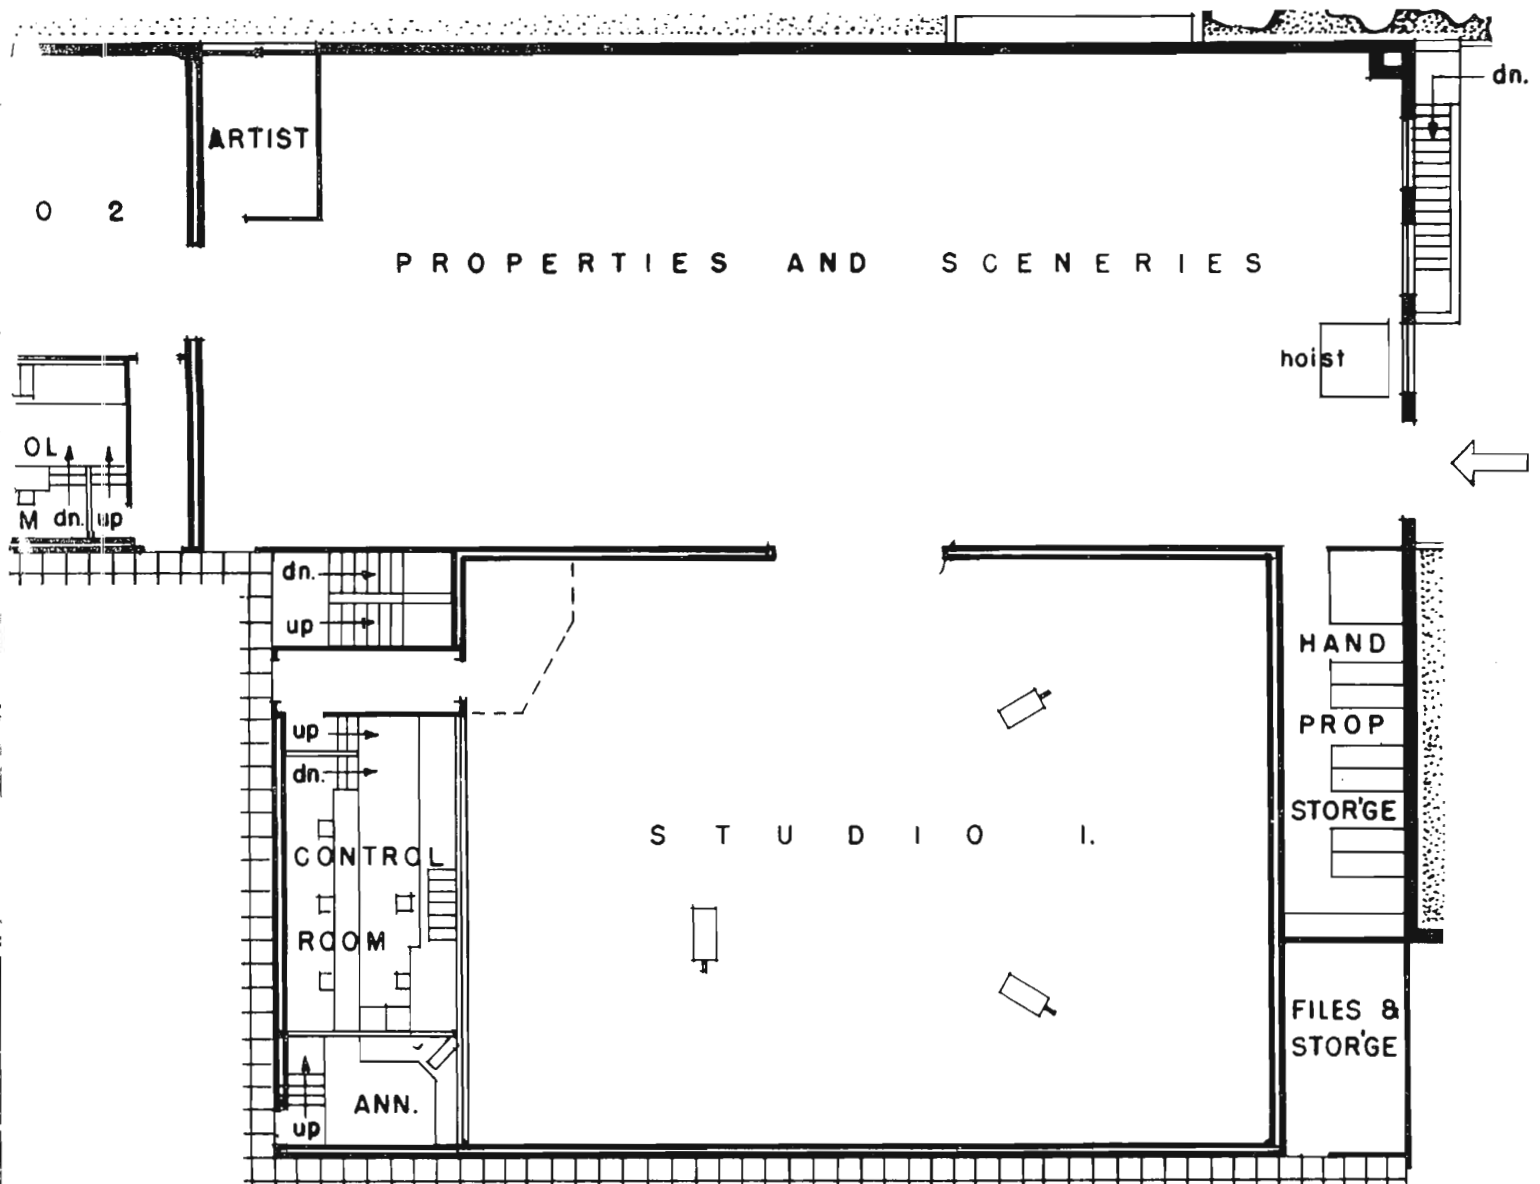 dn.
ARTIST
O 2
PROPERTIES AND SCENERIES
hoist
OL
M dn. up
dn.
up
HAND
PROP
STOR'GE
up
dn.
STUDIO 1.
CONTROL
ROOM
FILES &
STOR'GE
ANN.
up